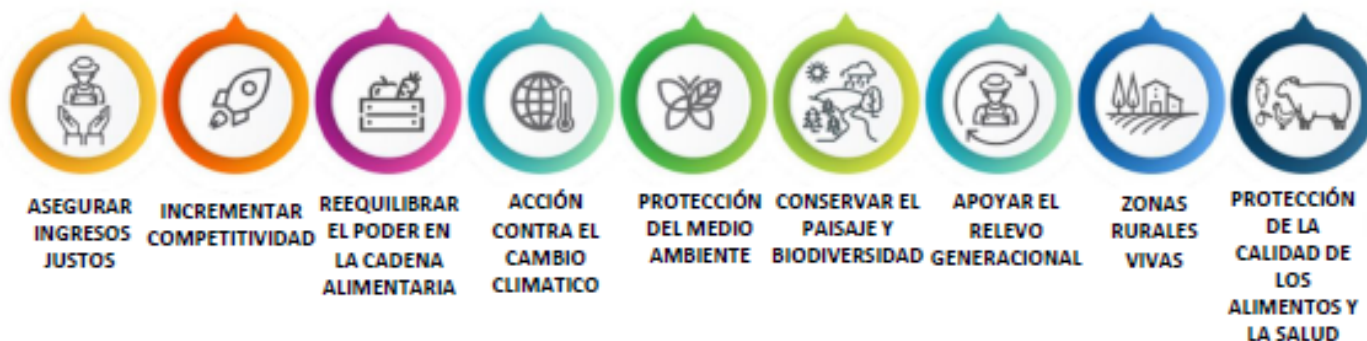 ASEGURAR
INGRESOS
JUSTOS
INCREMENTAR
COMPETITIVIDAD
REEQUILIBRAR
EL PODER EN
LA CADENA
ALIMENTARIA
ACCIÓN
CONTRA EL
CAMBIO
CLIMATICO
PROTECCIÓN
DEL MEDIO
AMBIENTE
CONSERVAR EL
PAISAJE Y
BIODIVERSIDAD
APOYAR EL
RELEVO
GENERACIONAL
ZONAS
RURALES
VIVAS
PROTECCIÓN
DE LA
CALIDAD DE
LOS
ALIMENTOS Y
LA SALUD